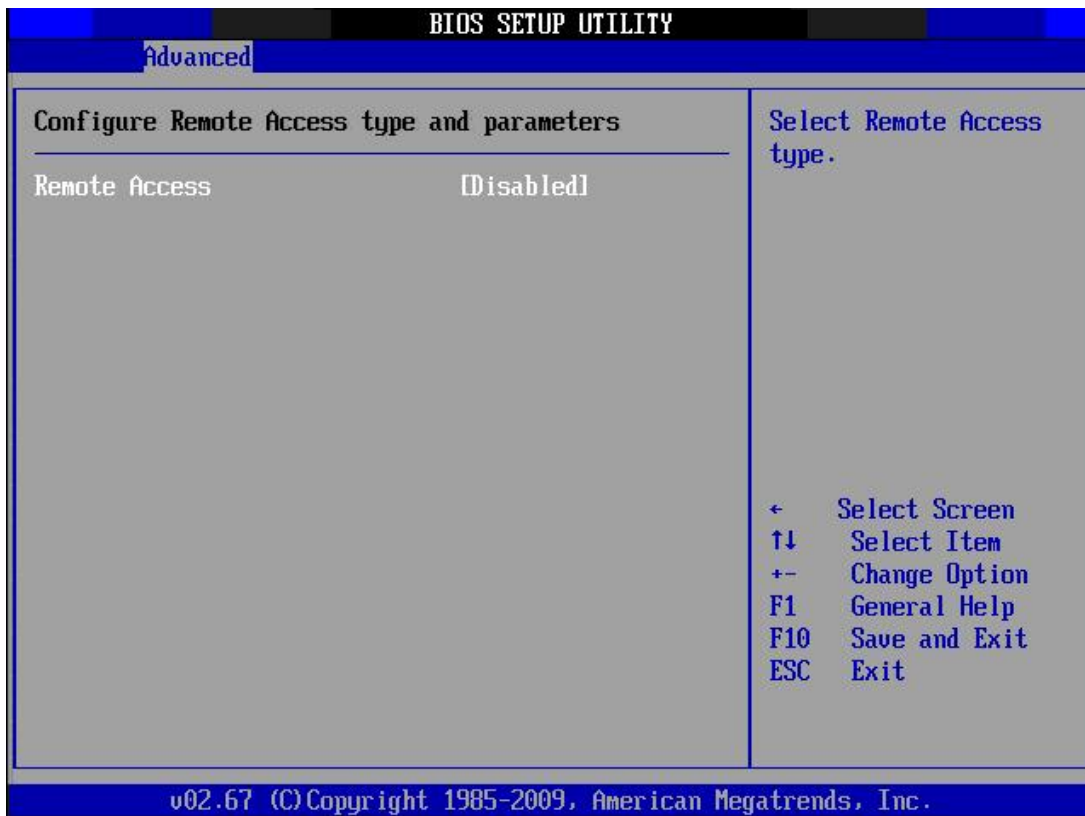 BIOS SETUP UTILITY
Advanced
Configure Remote Access type and parameters
Remote Access [Disabled]
Select Remote Access
type.
← Select Screen
↑↓ Select Item
+- Change Option
F1 General Help
F10 Save and Exit
ESC Exit
v02.67 (C)Copyright 1985-2009, American Megatrends, Inc.